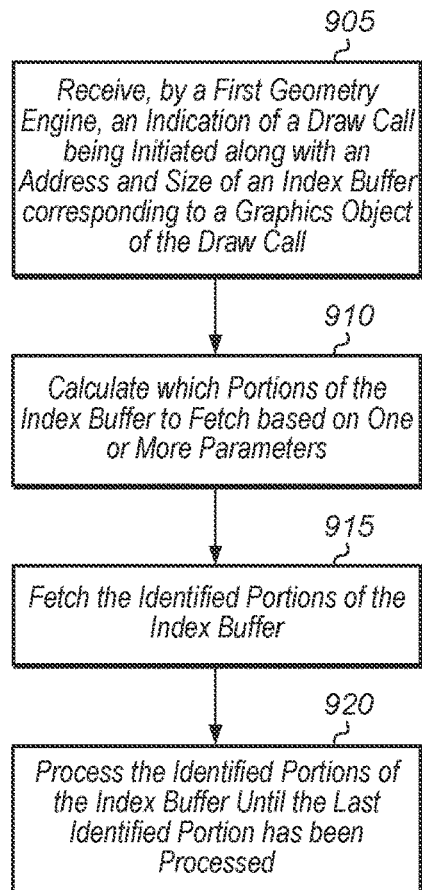 905
Receive, by a First Geometry
Engine, an Indication of a Draw Call
being Initiated along with an
Address and Size of an Index Buffer
corresponding to a Graphics Object
of the Draw Call
910
Calculate which Portions of the
Index Buffer to Fetch based on One
or More Parameters
915
Fetch the Identified Portions of the
Index Buffer
920
Process the Identified Portions of
the Index Buffer Until the Last
Identified Portion has been
Processed